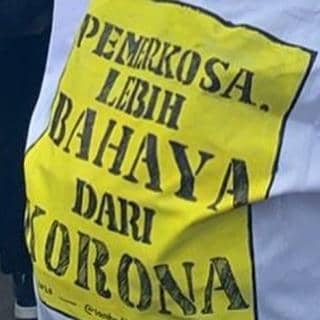 PEMERKOSA.
LEBIH
BAHAYA
DARI
KORONA